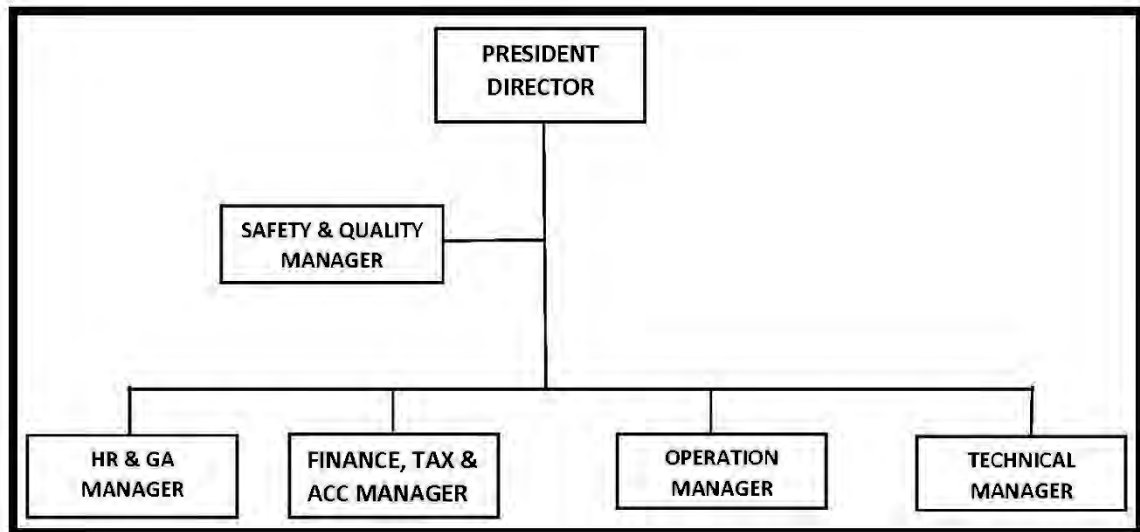 PRESIDENT
DIRECTOR
SAFETY & QUALITY
MANAGER
HR & GA
MANAGER
FINANCE, TAX &
ACC MANAGER
OPERATION
MANAGER
TECHNICAL
MANAGER